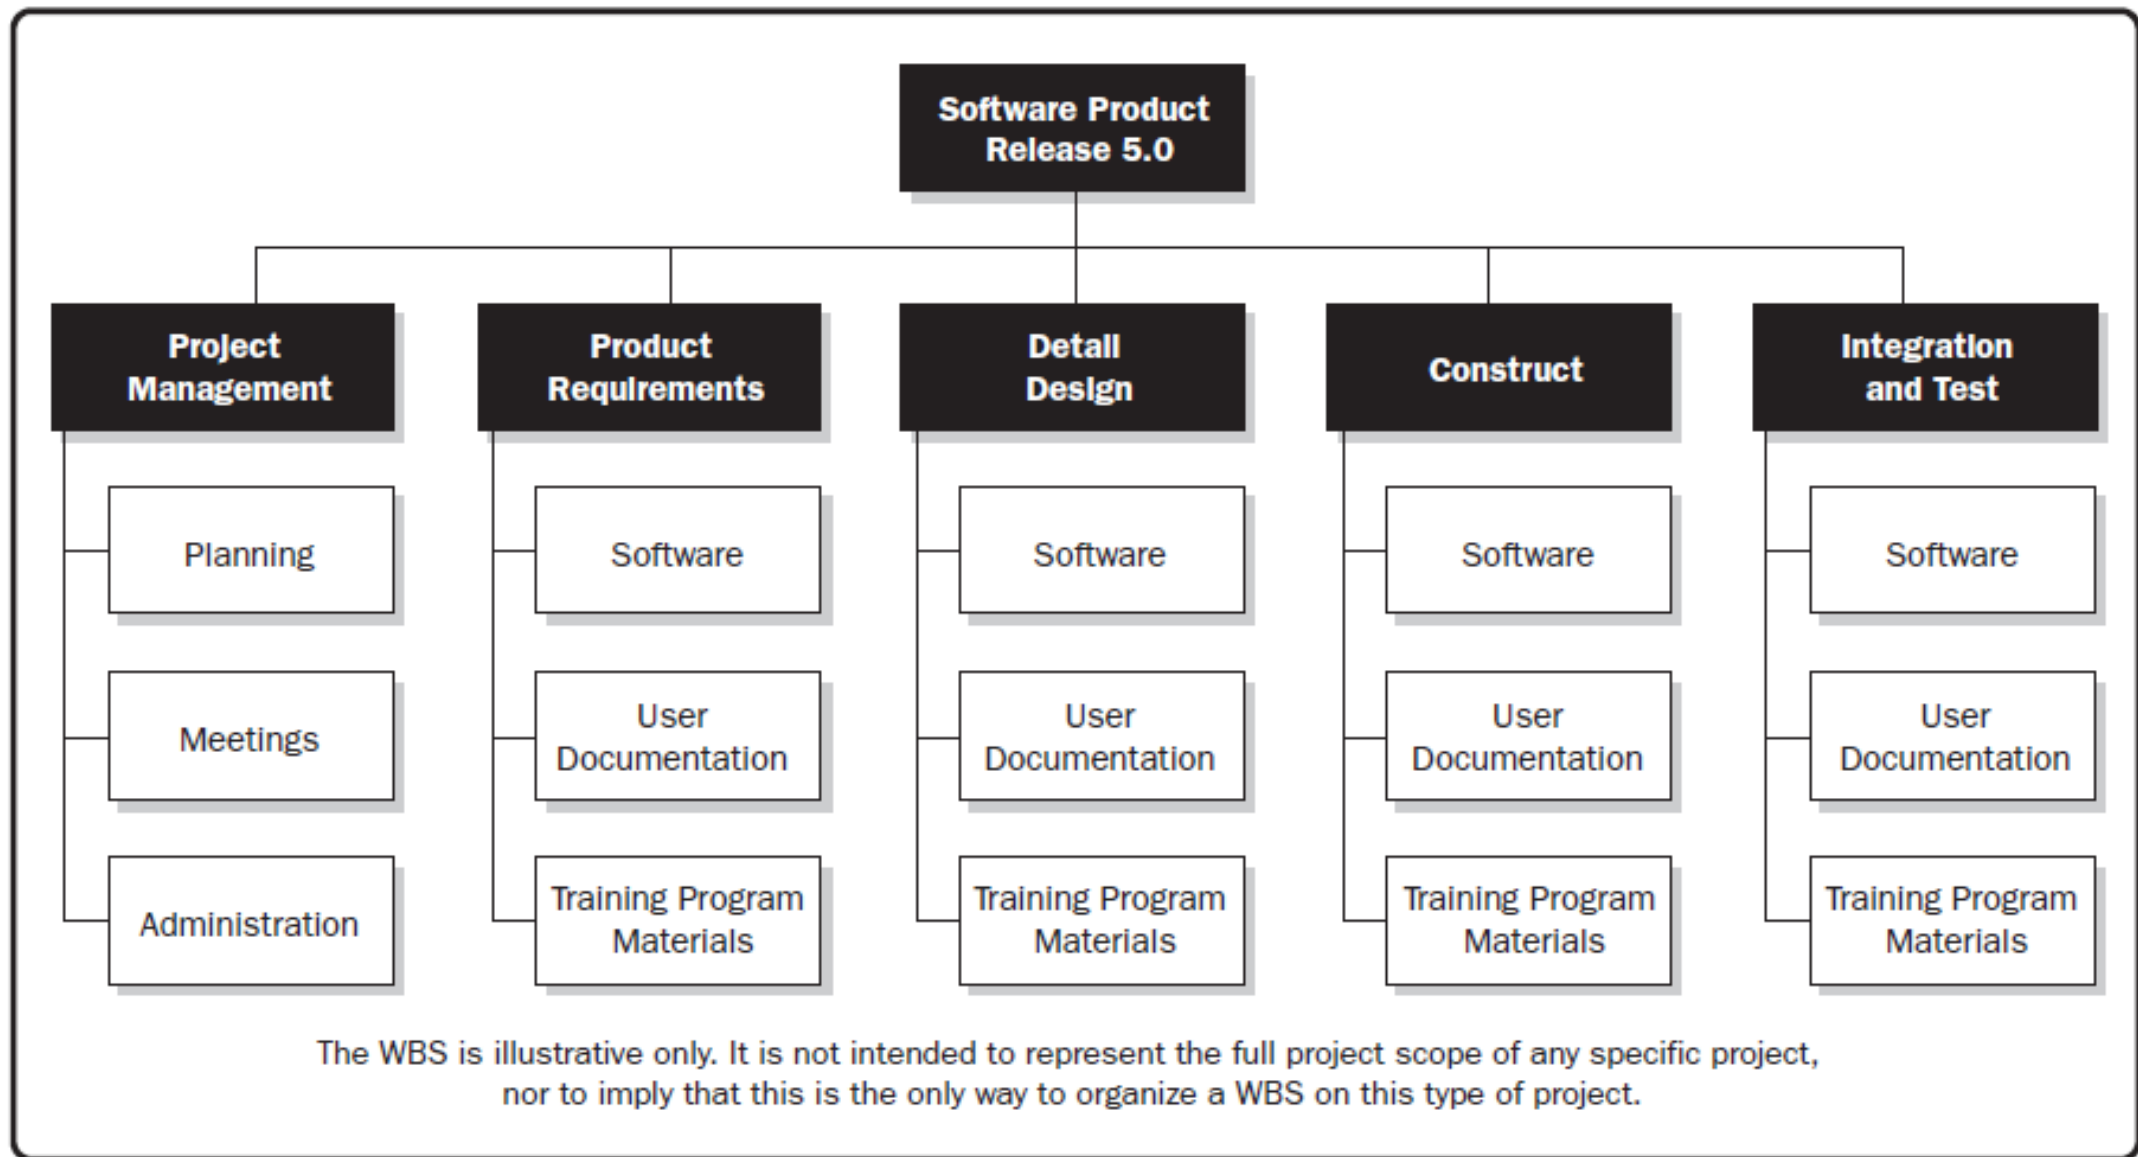 Software Product
Release 5.0
Project
Management
Product
Requirements
Detail
Design
Construct
Integration
and Test
Planning
Software
Software
Software
Software
Meetings
User
Documentation
User
Documentation
User
Documentation
User
Documentation
Administration
Training Program
Materials
Training Program
Materials
Training Program
Materials
Training Program
Materials
The WBS is illustrative only. It is not intended to represent the full project scope of any specific project,
nor to imply that this is the only way to organize a WBS on this type of project.